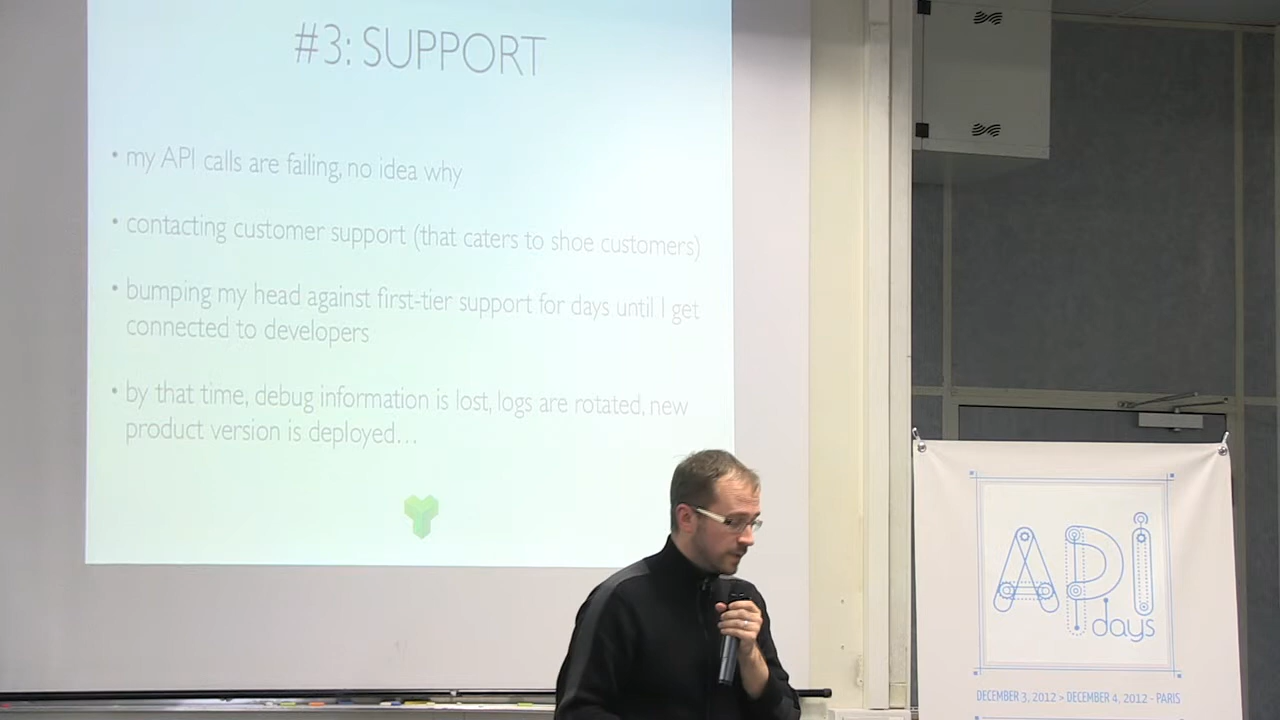 #3: SUPPORT
• my API calls are failing, no idea why
• contacting customer support (that caters to shoe customers)
• bumping my head against first-tier support for days until I get
connected to developers
• by that time, debug information is lost, logs are rotated, new
product version is deployed…
API
days
DECEMBER 3, 2012 > DECEMBER 4, 2012 - PARIS